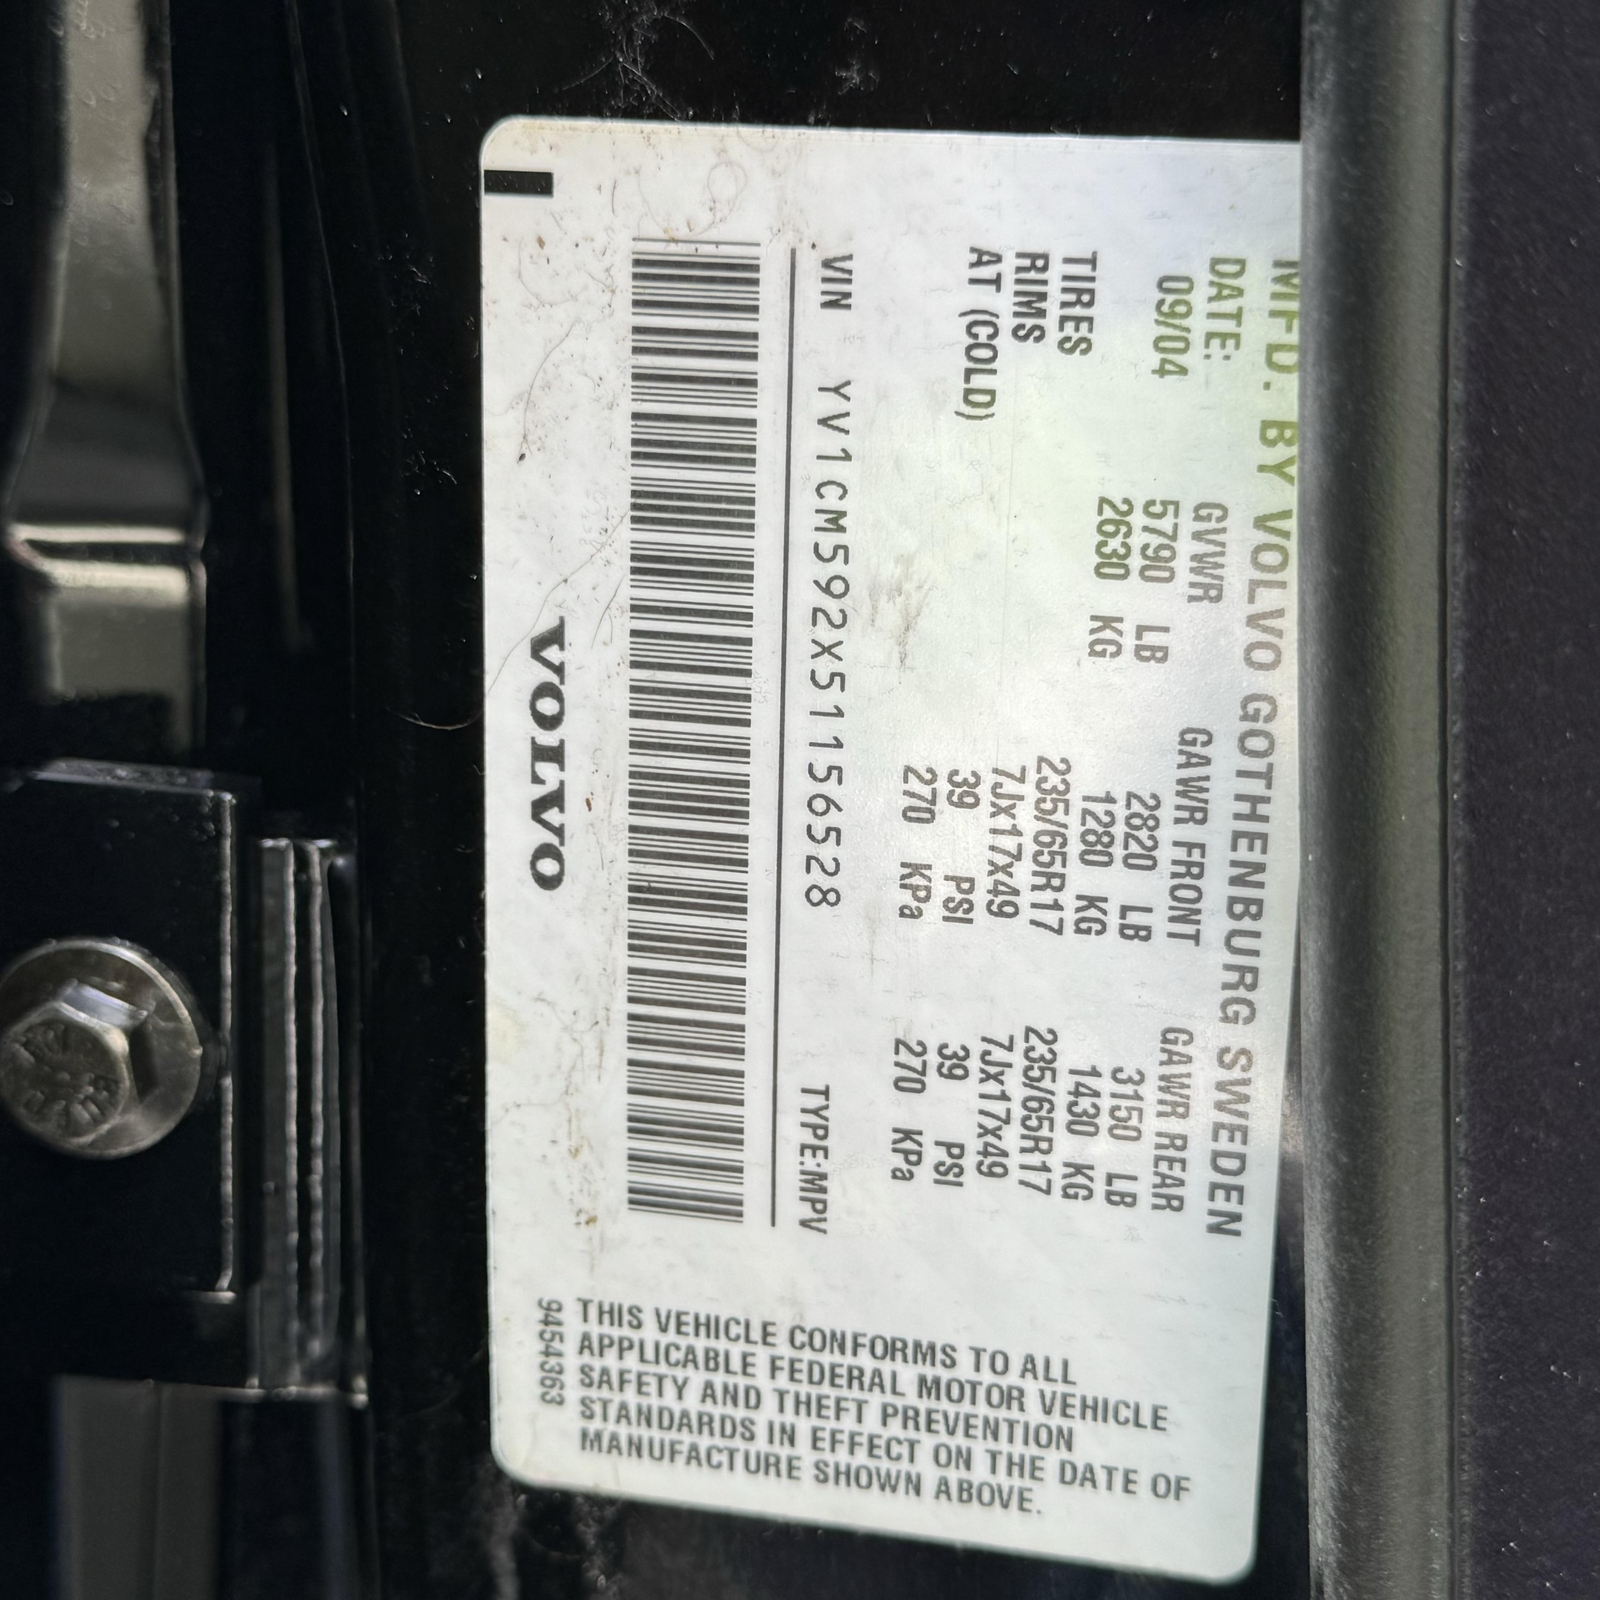 MFD. BY VOLVO GOTHENBURG SWEDEN
DATE: GVWR GAWR FRONT GAWR REAR
09/04 5790 LB 2820 LB 3150 LB
2630 KG 1280 KG 1430 KG
TIRES 235/65R17 235/65R17
RIMS 7Jx17x49 7Jx17x49
AT (COLD) 39 PSI 39 PSI
270 KPa 270 KPa
VIN YV1CM592X51156528 TYPE:MPV
VOLVO
THIS VEHICLE CONFORMS TO ALL
APPLICABLE FEDERAL MOTOR VEHICLE
SAFETY AND THEFT PREVENTION
STANDARDS IN EFFECT ON THE DATE OF
MANUFACTURE SHOWN ABOVE.
9454363